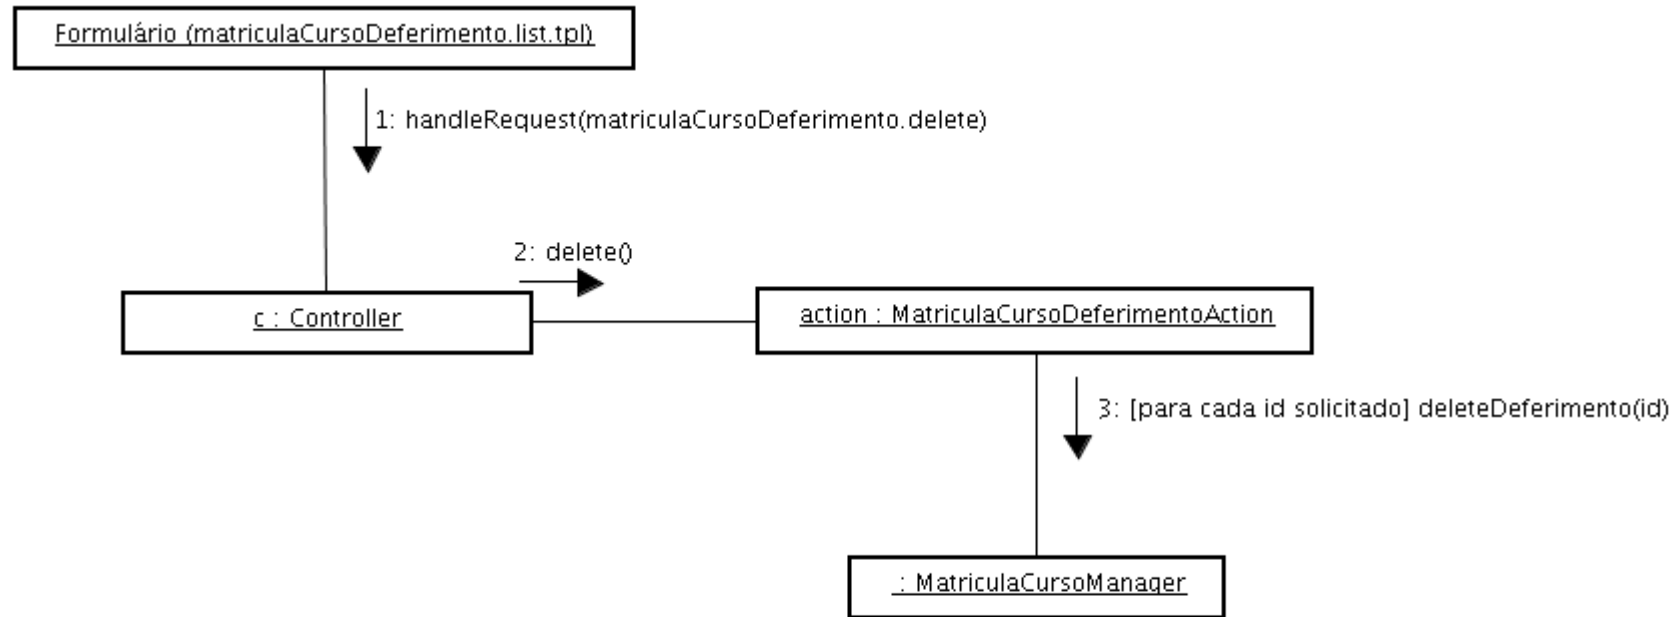 Formulário (matriculaCursoDeferimento.list.tpl)
1: handleRequest(matriculaCursoDeferimento.delete)
2: delete()
c : Controller
action : MatriculaCursoDeferimentoAction
3: [para cada id solicitado] deleteDeferimento(id)
: MatriculaCursoManager